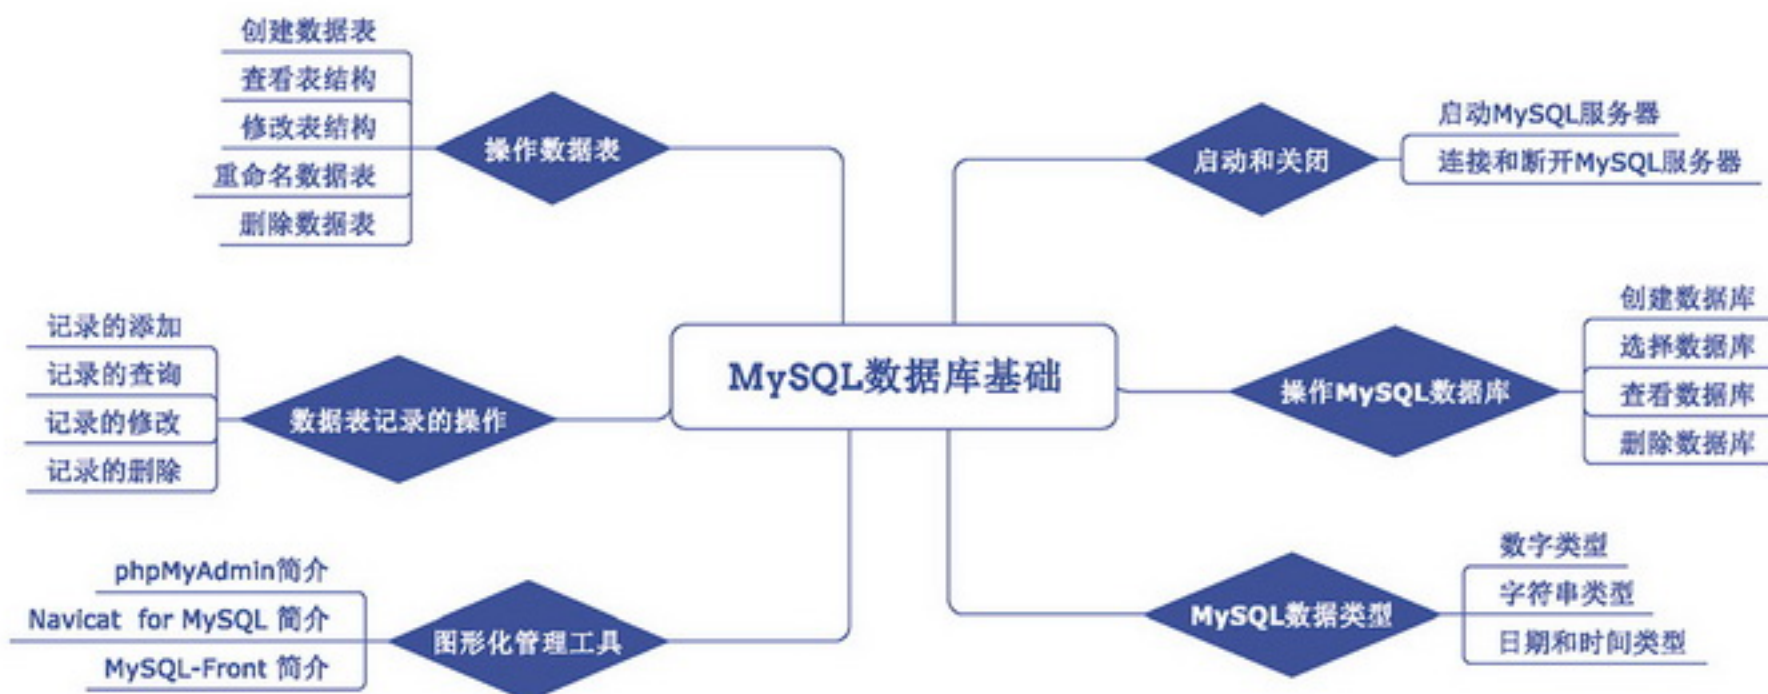 MySQL数据库基础
启动和关闭
启动MySQL服务器
连接和断开MySQL服务器
操作MySQL数据库
创建数据库
选择数据库
查看数据库
删除数据库
MySQL数据类型
数字类型
字符串类型
日期和时间类型
操作数据表
创建数据表
查看表结构
修改表结构
重命名数据表
删除数据表
数据表记录的操作
记录的添加
记录的查询
记录的修改
记录的删除
图形化管理工具
phpMyAdmin简介
Navicat for MySQL 简介
MySQL-Front 简介